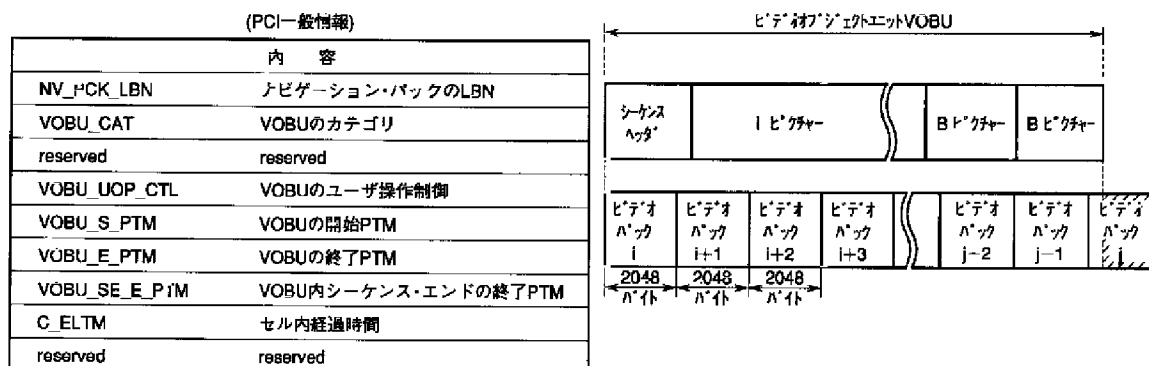 (PCI一般情報)
内 容
NV_PCK_LBN ナビゲーション・パックのLBN
VOBU_CAT VOBUのカテゴリ
reserved reserved
VOBU_UOP_CTL VOBUのユーザ操作制御
VOBU_S_PTM VOBUの開始PTM
VOBU_E_PTM VOBUの終了PTM
VOBU_SE_E_PTM VOBU内シーケンス・エンドの終了PTM
C_ELTM セル内経過時間
reserved reserved
ビデオオブジェクトユニットVOBU
シーケンス
ヘッダ
I ピクチャー
B ピクチャー
B ピクチャー
ビデオ
パック
i
ビデオ
パック
i+1
ビデオ
パック
i+2
ビデオ
パック
i+3
ビデオ
パック
j−2
ビデオ
パック
j−1
ビデオ
パック
j
2048
バイト
2048
バイト
2048
バイト